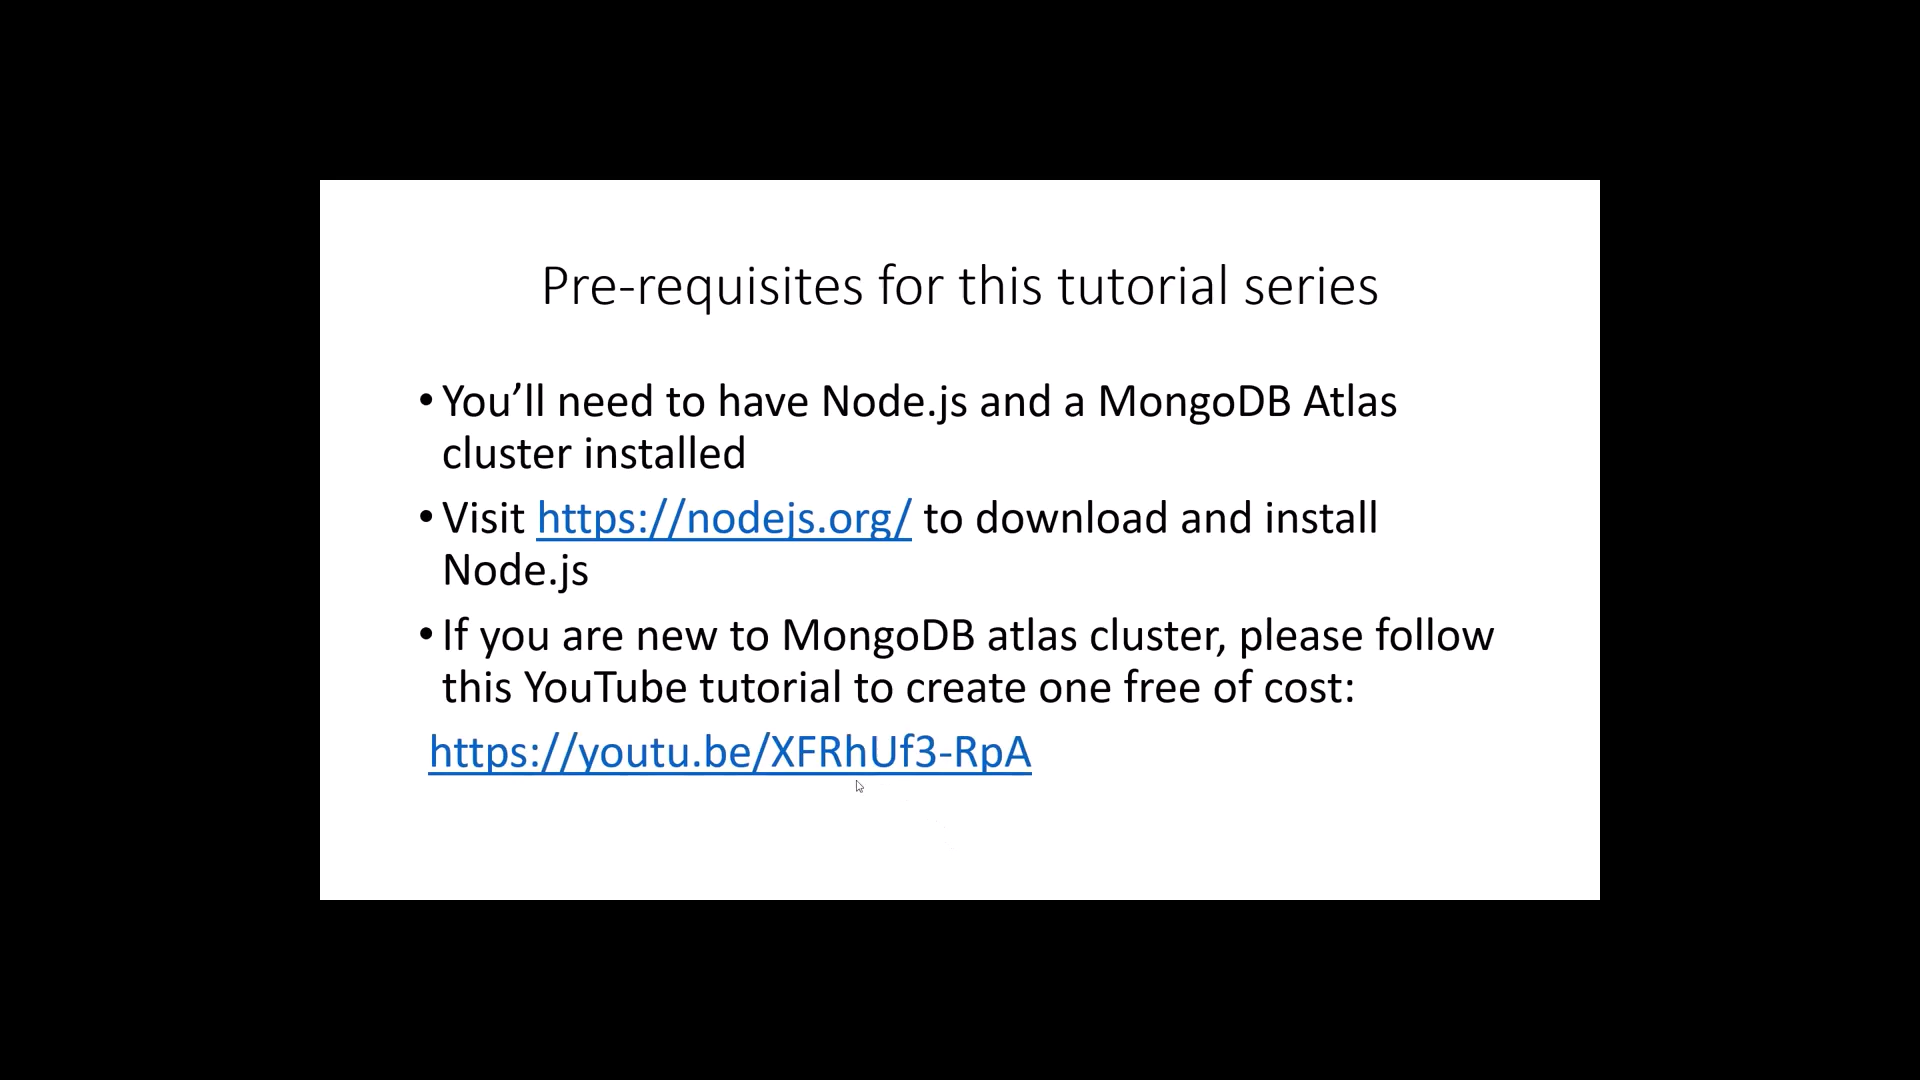 Pre-requisites for this tutorial series
• You’ll need to have Node.js and a MongoDB Atlas
cluster installed
• Visit https://nodejs.org/ to download and install
Node.js
• If you are new to MongoDB atlas cluster, please follow
this YouTube tutorial to create one free of cost:
https://youtu.be/XFRhUf3-RpA